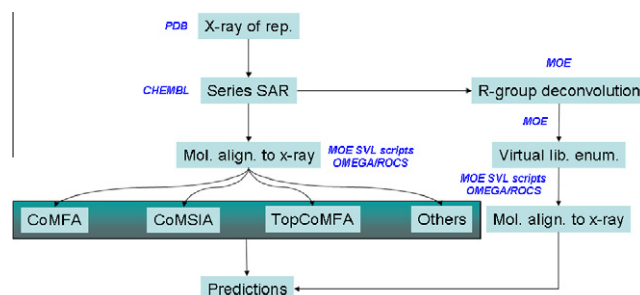 PDB
X-ray of rep.
MOE
CHEMBL
Series SAR
R-group deconvolution
MOE
Mol. align. to x-ray
MOE SVL scripts
OMEGA/ROCS
Virtual lib. enum.
MOE SVL scripts
OMEGA/ROCS
CoMFA
CoMSIA
TopCoMFA
Others
Mol. align. to x-ray
Predictions